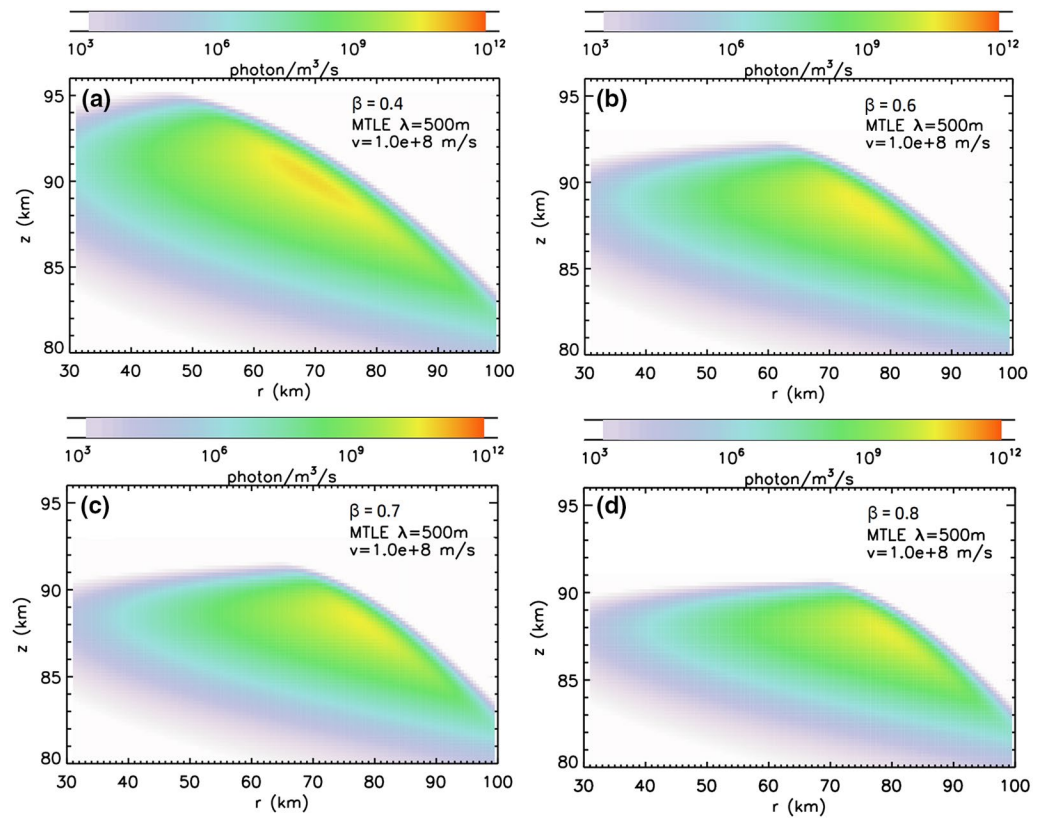 10³ 10⁶ 10⁹ 10¹²
photon/m³/s
(a)
β = 0.4
MTLE λ=500m
v=1.0e+8 m/s
95
90
85
80
z (km)
30 40 50 60 70 80 90 100
r (km)
10³ 10⁶ 10⁹ 10¹²
photon/m³/s
(b)
β = 0.6
MTLE λ=500m
v=1.0e+8 m/s
95
90
85
80
z (km)
30 40 50 60 70 80 90 100
r (km)
10³ 10⁶ 10⁹ 10¹²
photon/m³/s
(c)
β = 0.7
MTLE λ=500m
v=1.0e+8 m/s
95
90
85
80
z (km)
30 40 50 60 70 80 90 100
r (km)
10³ 10⁶ 10⁹ 10¹²
photon/m³/s
(d)
β = 0.8
MTLE λ=500m
v=1.0e+8 m/s
95
90
85
80
z (km)
30 40 50 60 70 80 90 100
r (km)